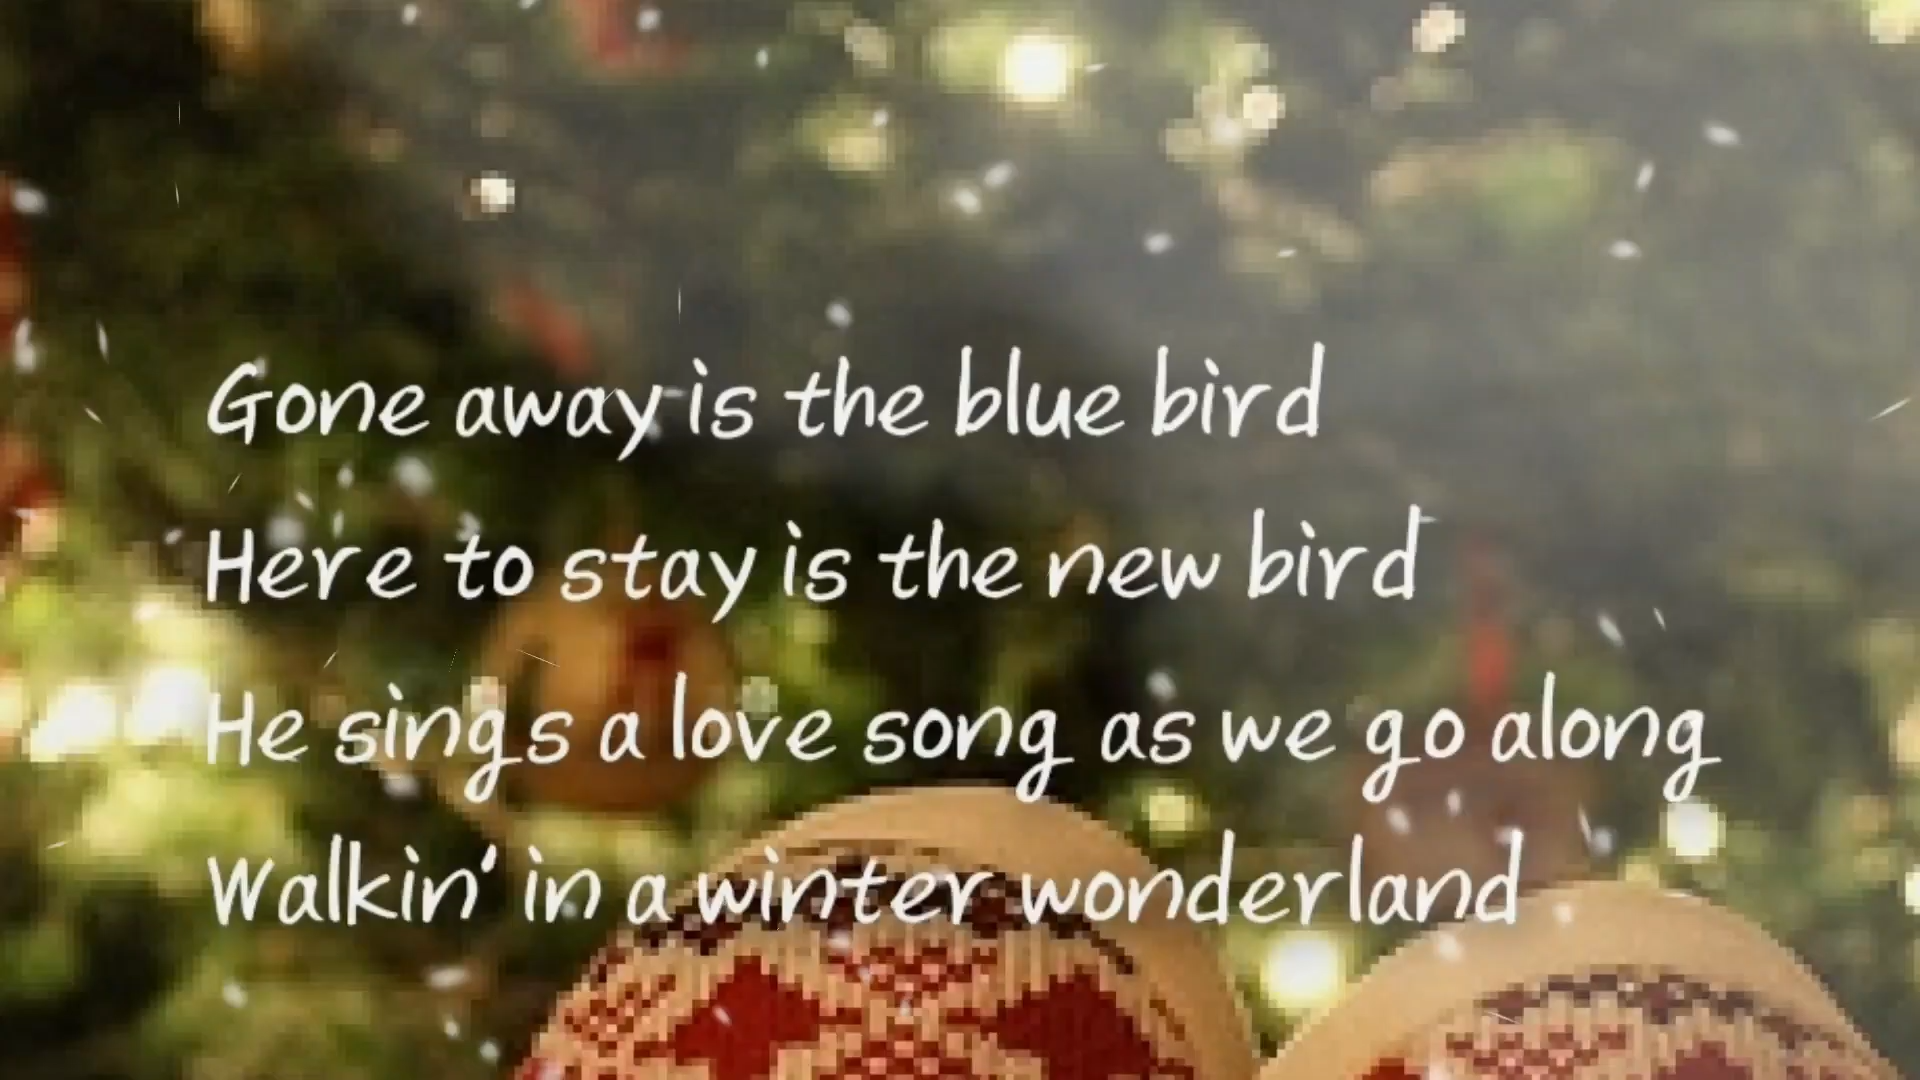 Gone away is the blue bird
Here to stay is the new bird
He sings a love song as we go along
Walkin' in a winter wonderland